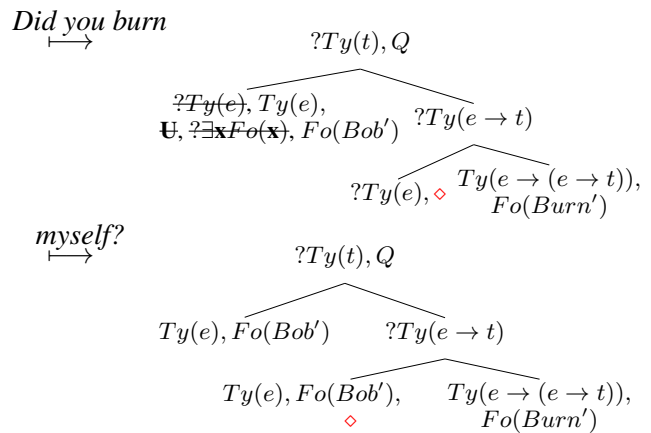 Did you burn
⟼ ?Ty(t), Q
?Ty(e), Ty(e),
U, ?∃xFo(x), Fo(Bob′)
?Ty(e → t)
?Ty(e), ◇
Ty(e → (e → t)),
Fo(Burn′)
myself?
⟼ ?Ty(t), Q
Ty(e), Fo(Bob′) ?Ty(e → t)
Ty(e), Fo(Bob′),
◇
Ty(e → (e → t)),
Fo(Burn′)